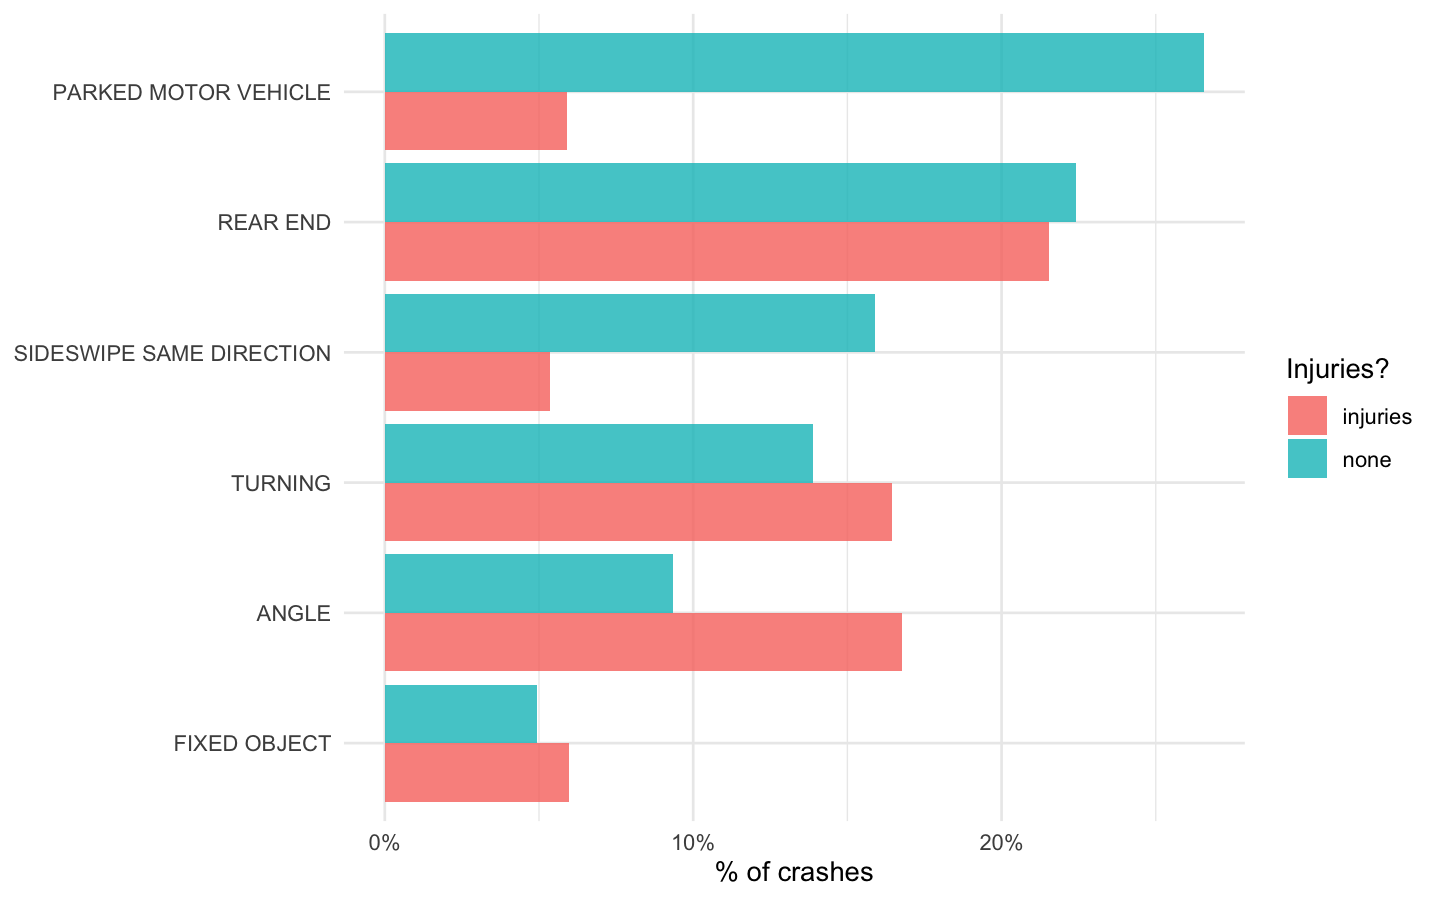 PARKED MOTOR VEHICLE
REAR END
SIDESWIPE SAME DIRECTION
TURNING
ANGLE
FIXED OBJECT
0%
10%
20%
% of crashes
Injuries?
injuries
none